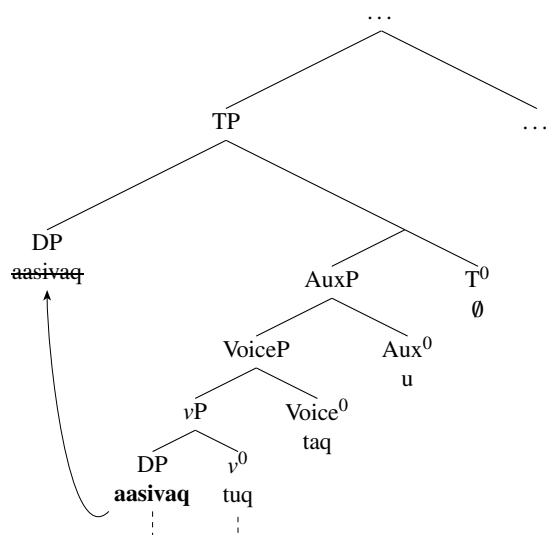 ...
TP ...
DP
aasivaq
AuxP T⁰
∅
VoiceP Aux⁰
u
vP Voice⁰
taq
DP v⁰
aasivaq tuq